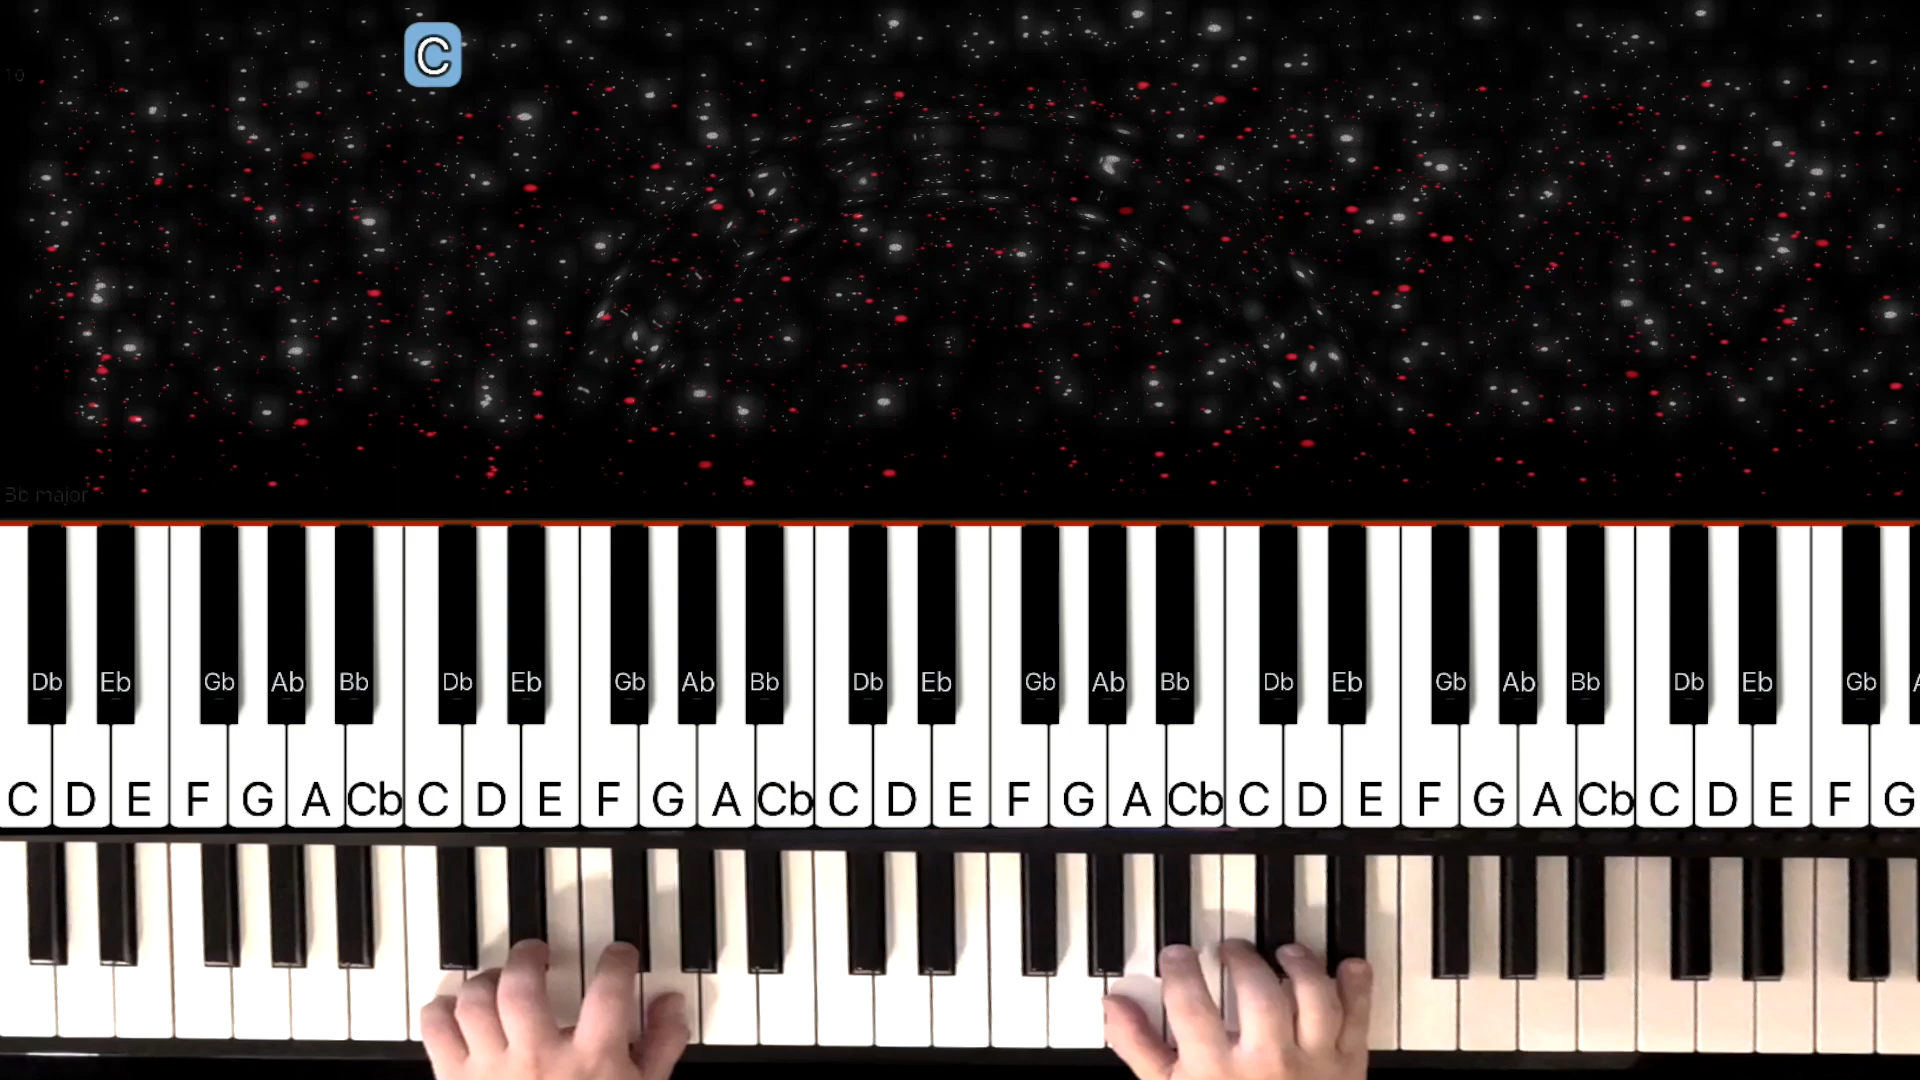 C
10
Bb major
Db Eb Gb Ab Bb Db Eb Gb Ab Bb Db Eb Gb Ab Bb Db Eb Gb Ab Bb Db Eb Gb
C D E F G A Cb C D E F G A Cb C D E F G A Cb C D E F G A Cb C D E F G